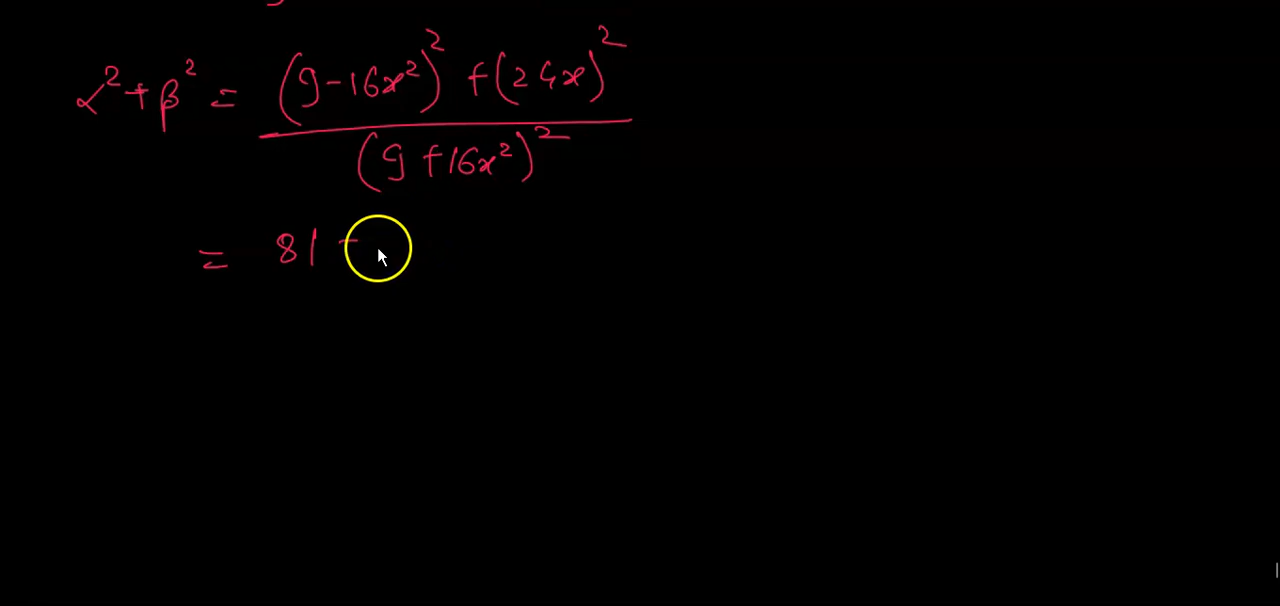 α² + β² = (9 - 16x²)² + (24x)²
(9 + 16x²)²
= 81 -